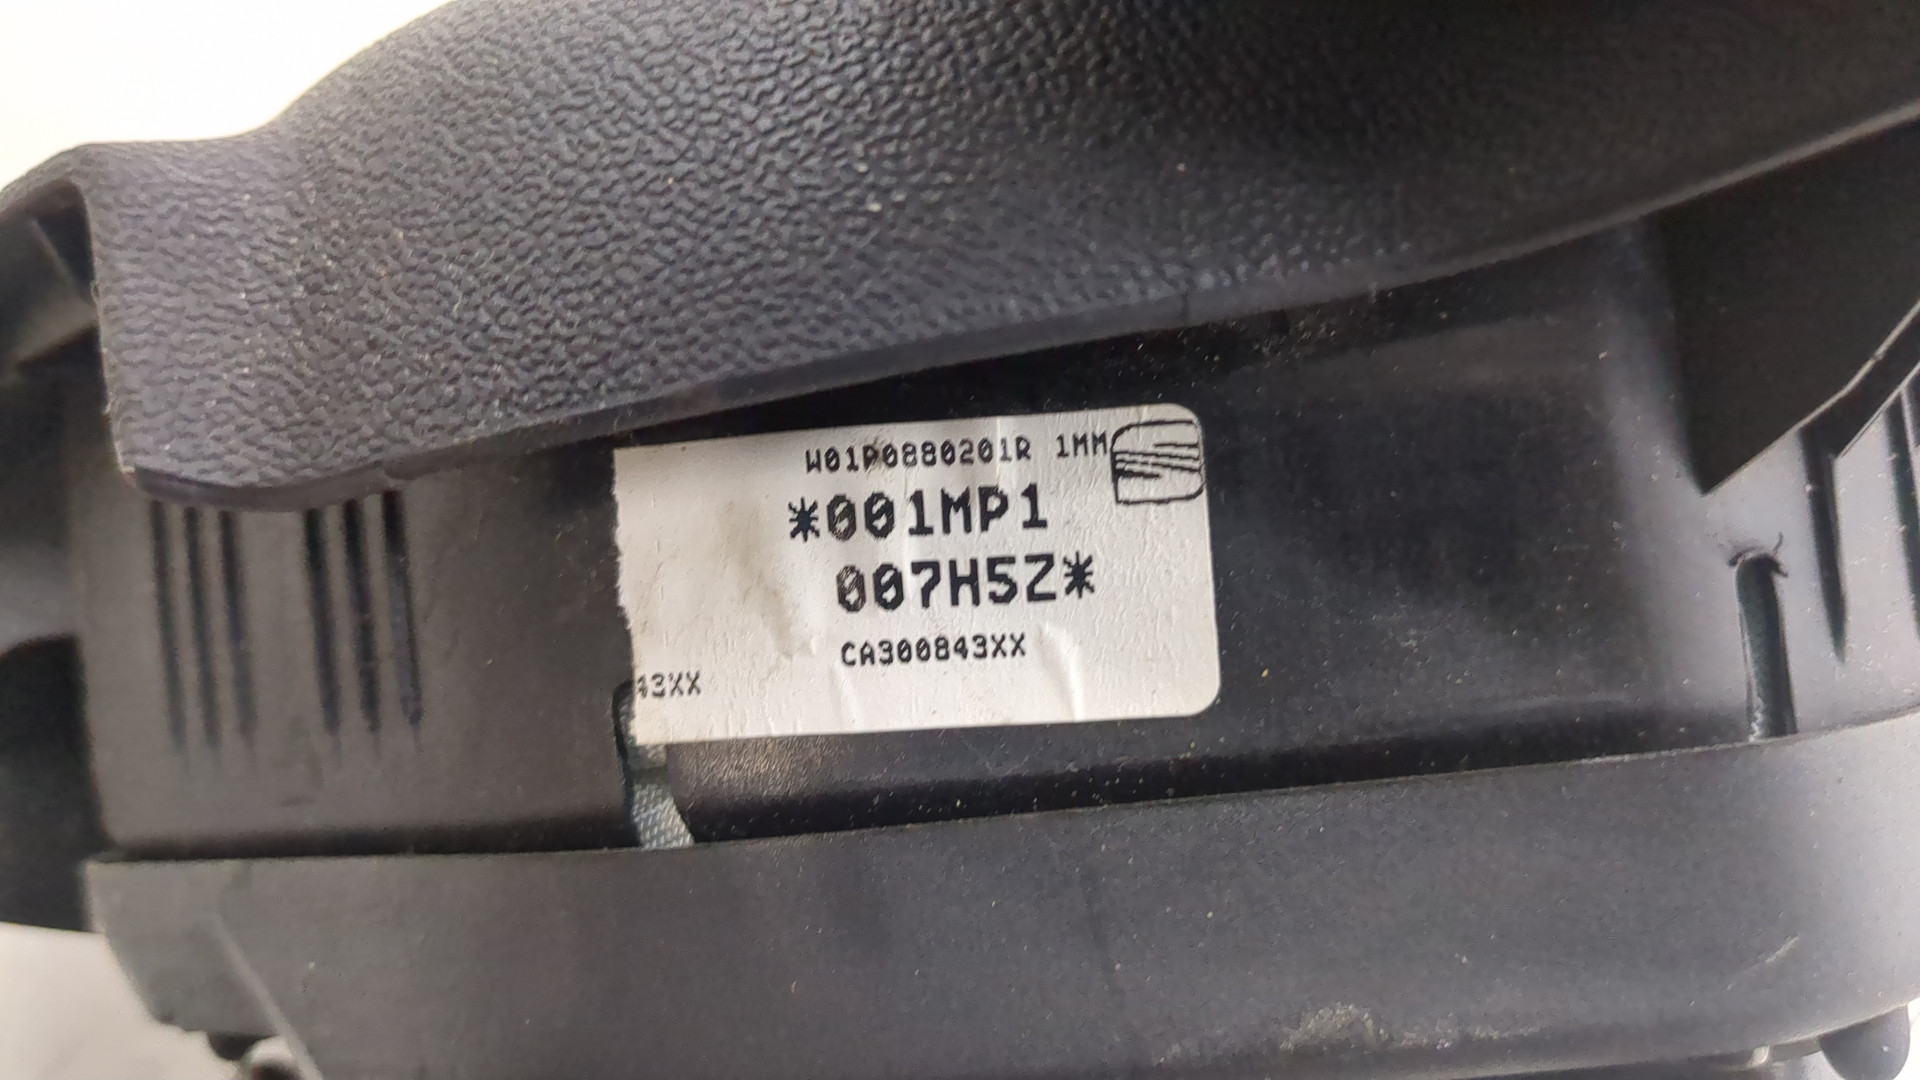 W01P0880201R 1MM
*001MP1
007H5Z*
CA300843XX
43XX